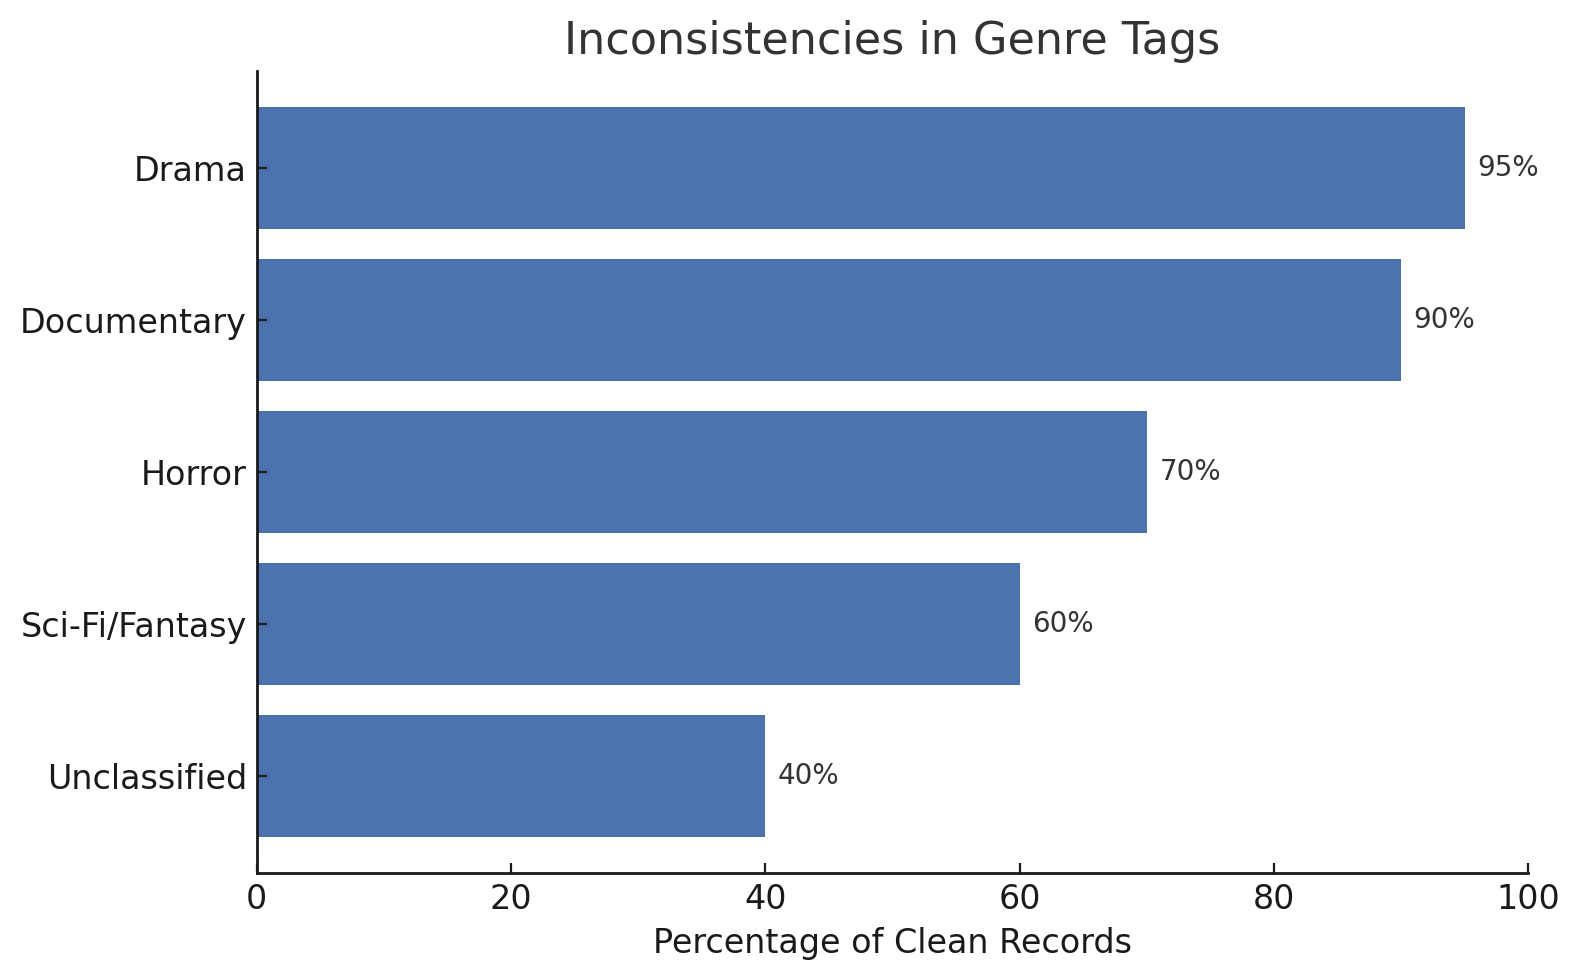 Inconsistencies in Genre Tags
Drama
95%
Documentary
90%
Horror
70%
Sci-Fi/Fantasy
60%
Unclassified
40%
0 20 40 60 80 100
Percentage of Clean Records